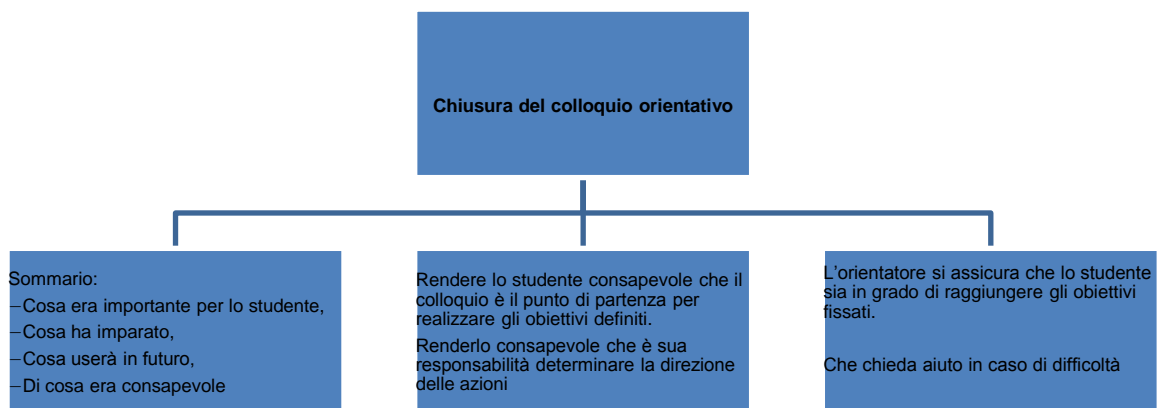 Chiusura del colloquio orientativo
Sommario:
–Cosa era importante per lo studente,
–Cosa ha imparato,
–Cosa userà in futuro,
–Di cosa era consapevole
Rendere lo studente consapevole che il
colloquio è il punto di partenza per
realizzare gli obiettivi definiti.
Renderlo consapevole che è sua
responsabilità determinare la direzione
delle azioni
L'orientatore si assicura che lo studente
sia in grado di raggiungere gli obiettivi
fissati.
Che chieda aiuto in caso di difficoltà